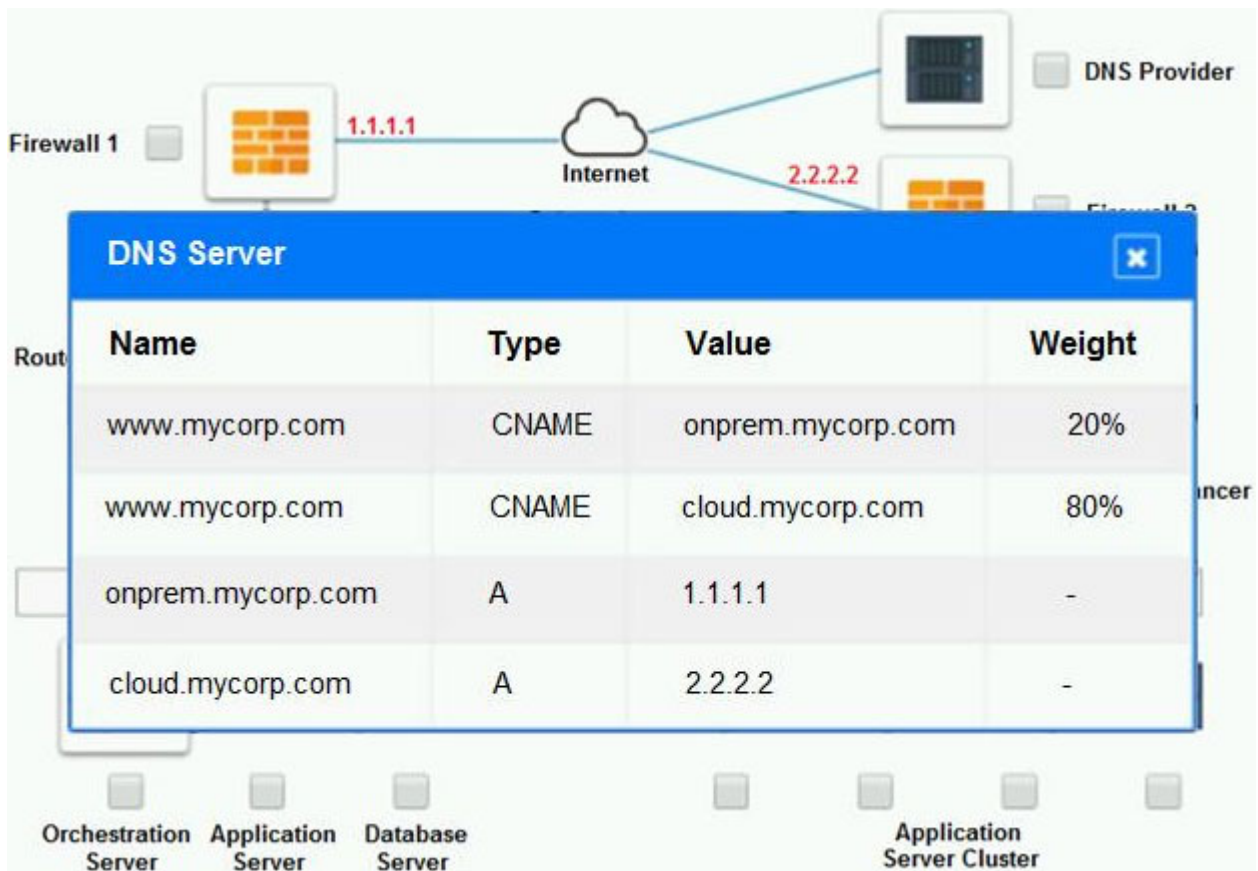 DNS Provider
1.1.1.1
Firewall 1
Internet
2.2.2.2
DNS Server
Name Type Value Weight
www.mycorp.com CNAME onprem.mycorp.com 20%
www.mycorp.com CNAME cloud.mycorp.com 80%
onprem.mycorp.com A 1.1.1.1 -
cloud.mycorp.com A 2.2.2.2 -
Orchestration Server
Application Server
Database Server
Application Server Cluster